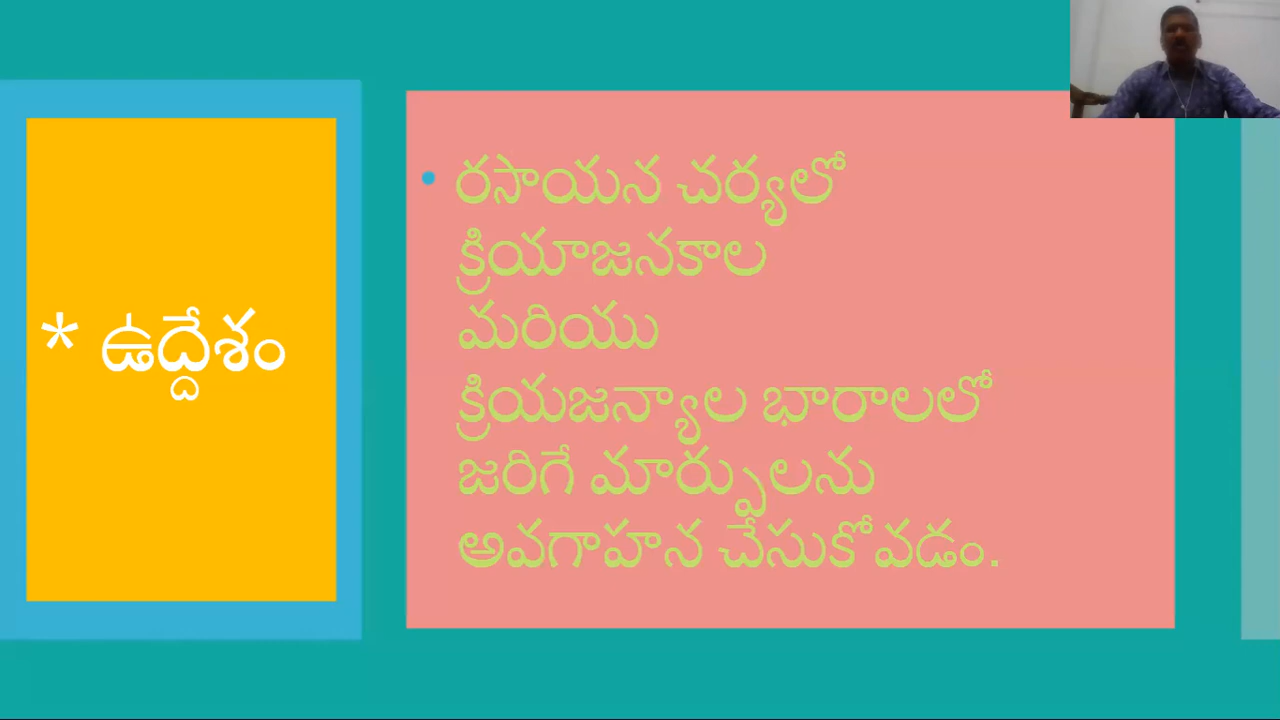 * ఉద్దేశం
• రసాయన చర్యలో
క్రియాజనకాల
మరియు
క్రియజన్యాల భారాలలో
జరిగే మార్పులను
అవగాహన చేసుకోవడం.